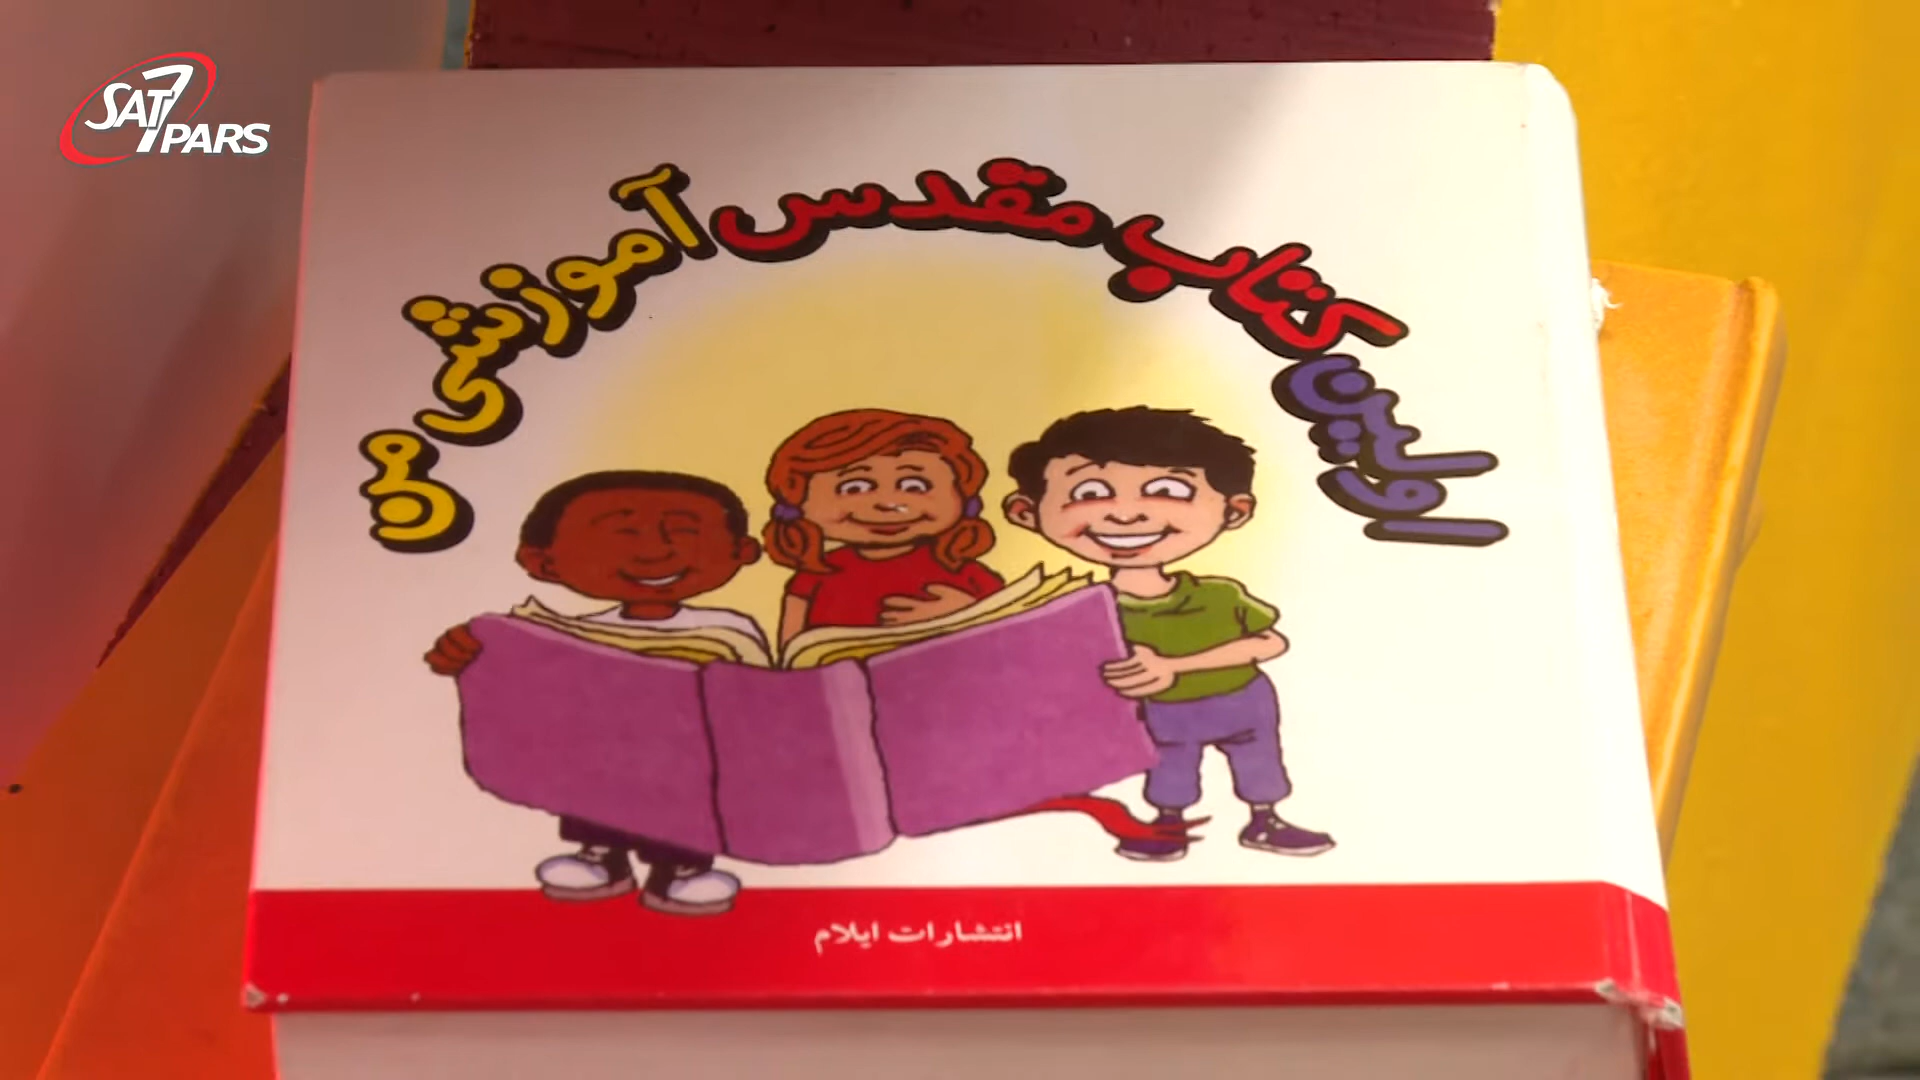 SAT7 PARS
اولین کتاب مقدس آموزشی من
انتشارات ایلام